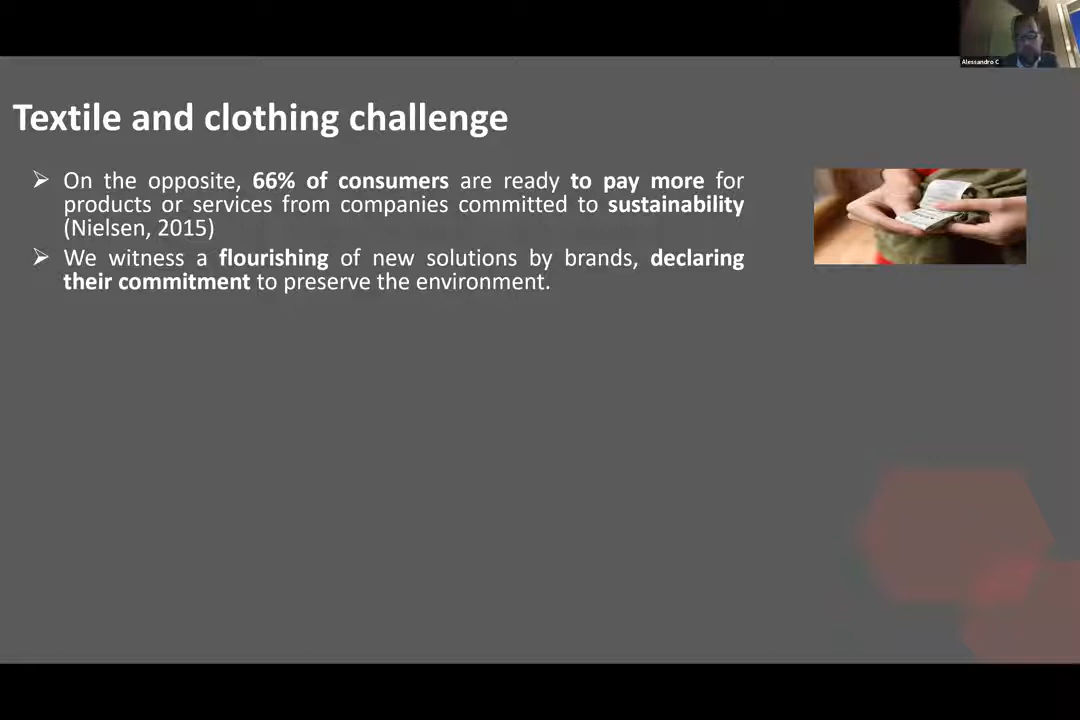 Alessandro C
Textile and clothing challenge
➢ On the opposite, 66% of consumers are ready to pay more for
products or services from companies committed to sustainability
(Nielsen, 2015)
➢ We witness a flourishing of new solutions by brands, declaring
their commitment to preserve the environment.